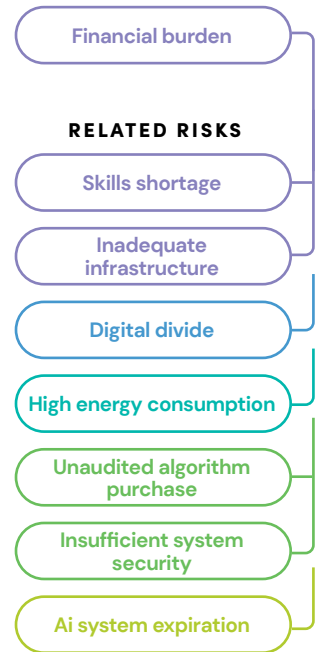 Financial burden
RELATED RISKS
Skills shortage
Inadequate
infrastructure
Digital divide
High energy consumption
Unaudited algorithm
purchase
Insufficient system
security
Ai system expiration